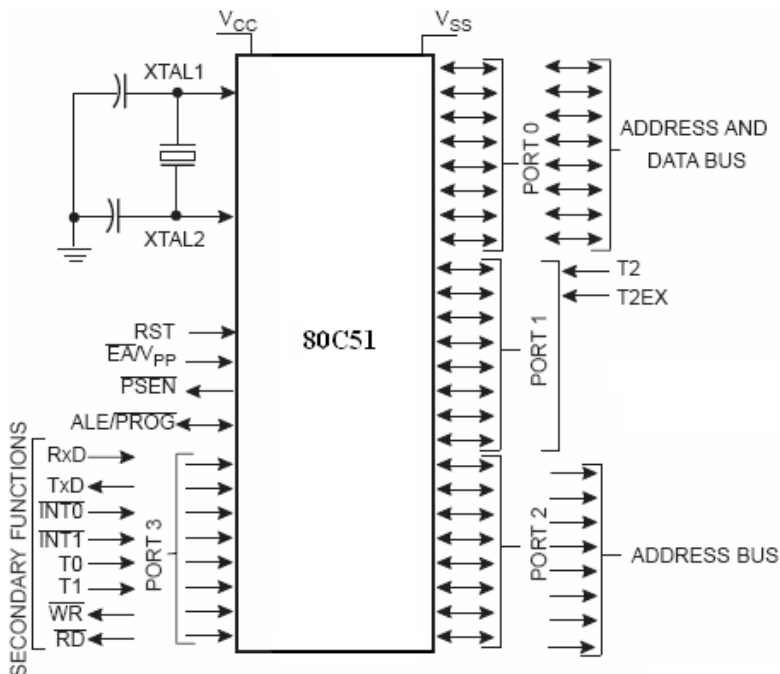 VCC
VSS
XTAL1
XTAL2
PORT 0
ADDRESS AND
DATA BUS
T2
T2EX
PORT 1
80C51
RST
EA/VPP
PSEN
ALE/PROG
SECONDARY FUNCTIONS
RxD
TxD
INT0
INT1
T0
T1
WR
RD
PORT 3
PORT 2
ADDRESS BUS